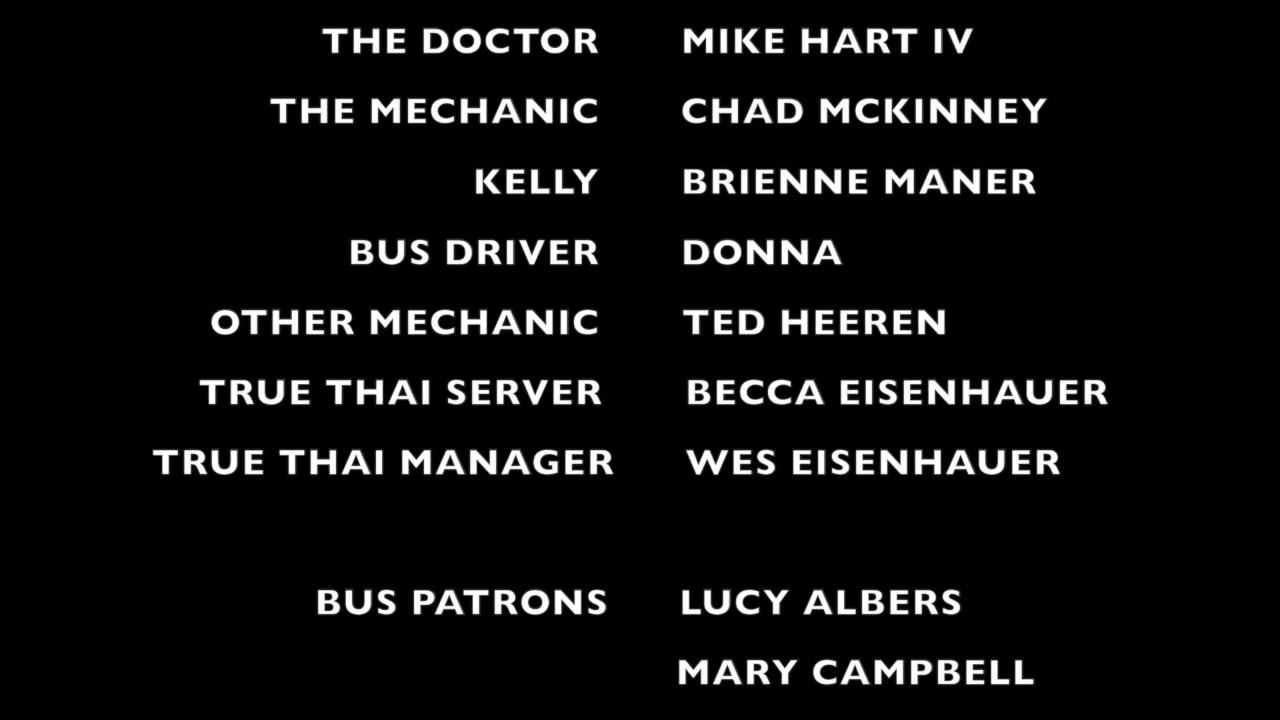 THE DOCTOR MIKE HART IV
THE MECHANIC CHAD MCKINNEY
KELLY BRIENNE MANER
BUS DRIVER DONNA
OTHER MECHANIC TED HEEREN
TRUE THAI SERVER BECCA EISENHAUER
TRUE THAI MANAGER WES EISENHAUER
BUS PATRONS LUCY ALBERS
MARY CAMPBELL